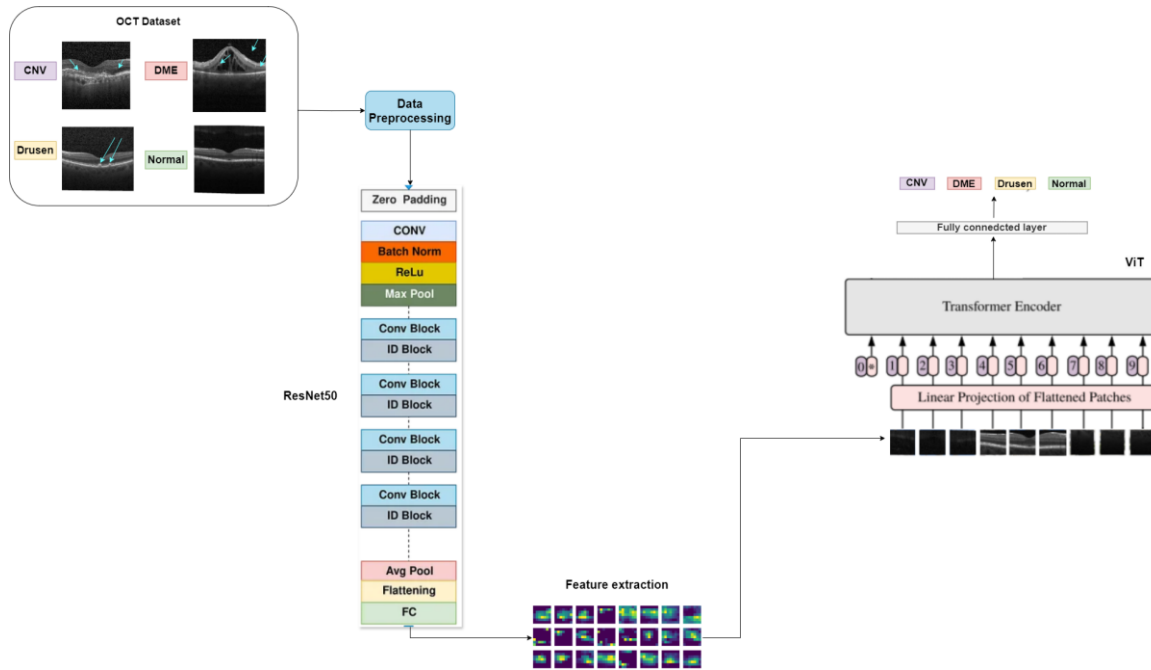 OCT Dataset
CNV
DME
Drusen
Normal
Data
Preprocessing
Zero Padding
CONV
Batch Norm
ReLu
Max Pool
Conv Block
ID Block
Conv Block
ID Block
ResNet50
Conv Block
ID Block
Conv Block
ID Block
Avg Pool
Flattening
FC
Feature extraction
CNV DME Drusen Normal
Fully connedcted layer
ViT
Transformer Encoder
0 * 1 2 3 4 5 6 7 8 9
Linear Projection of Flattened Patches